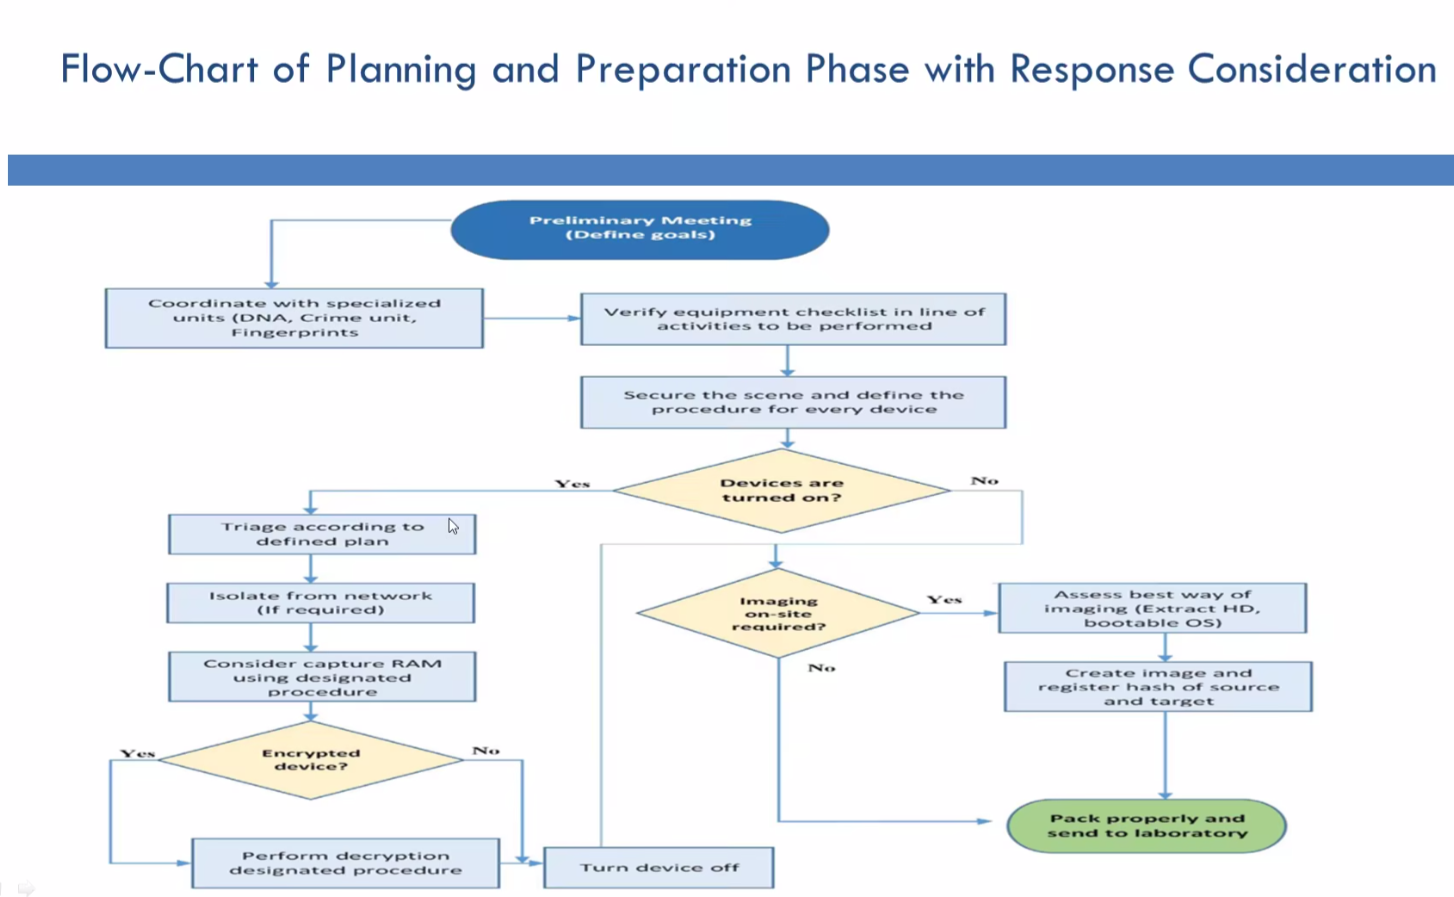 Flow-Chart of Planning and Preparation Phase with Response Consideration
Preliminary Meeting
(Define goals)
Coordinate with specialized
units (DNA, Crime unit,
Fingerprints
Verify equipment checklist in line of
activities to be performed
Secure the scene and define the
procedure for every device
Devices are
turned on?
Yes
No
Triage according to
defined plan
Isolate from network
(If required)
Consider capture RAM
using designated
procedure
Encrypted
device?
Yes
No
Perform decryption
designated procedure
Turn device off
Imaging
on-site
required?
Yes
No
Assess best way of
imaging (Extract HD,
bootable OS)
Create image and
register hash of source
and target
Pack properly and
send to laboratory